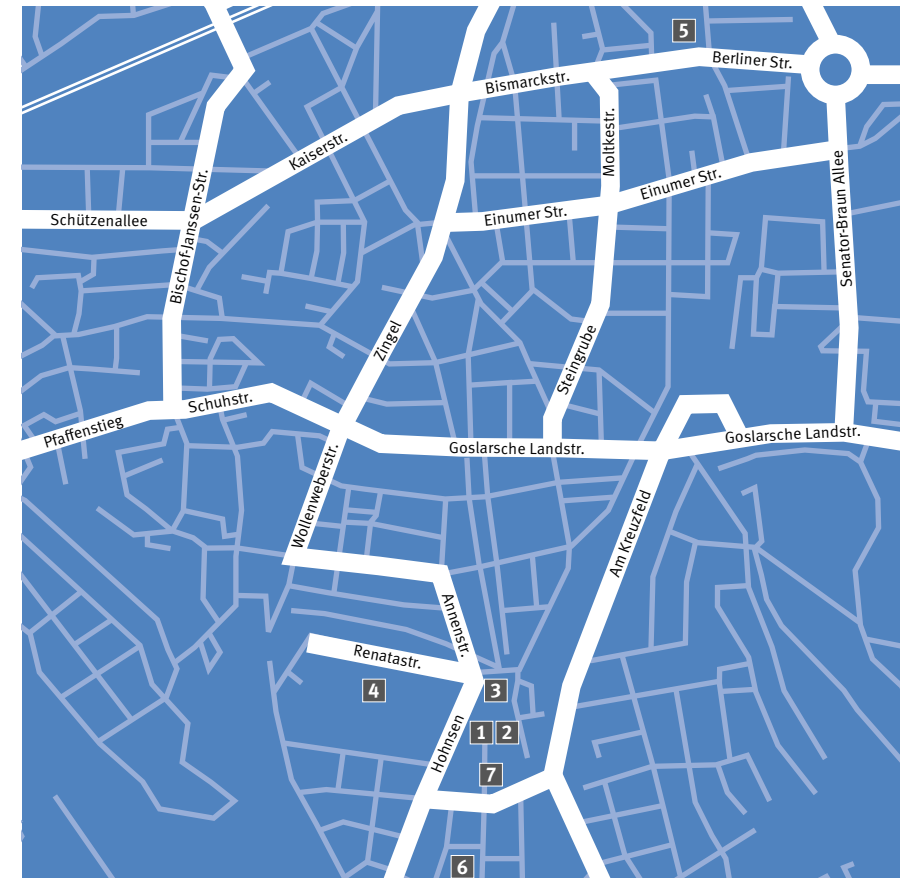 5
Berliner Str.
Bismarckstr.
Moltkestr.
Kaiserstr.
Einumer Str.
Einumer Str.
Schützenallee
Bischof-Janssen-Str.
Senator-Braun Allee
Zingel
Steingrube
Schuhstr.
Pfaffenstieg
Goslarsche Landstr.
Goslarsche Landstr.
Wollenweberstr.
Am Kreuzfeld
Annenstr.
Renatastr.
4
3
Hohnsen
1 2
7
6